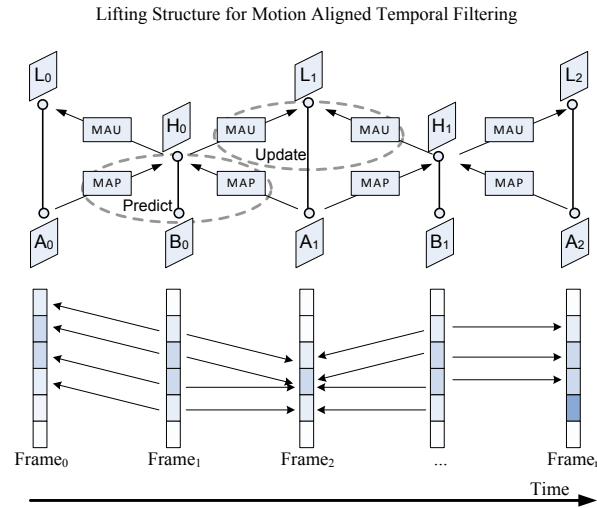 Lifting Structure for Motion Aligned Temporal Filtering
L₀ L₁ L₂
H₀ H₁
MAU MAU MAU MAU
Update
MAP MAP MAP MAP
Predict
A₀ B₀ A₁ B₁ A₂
Frame₀ Frame₁ Frame₂ ... Frameₙ
Time